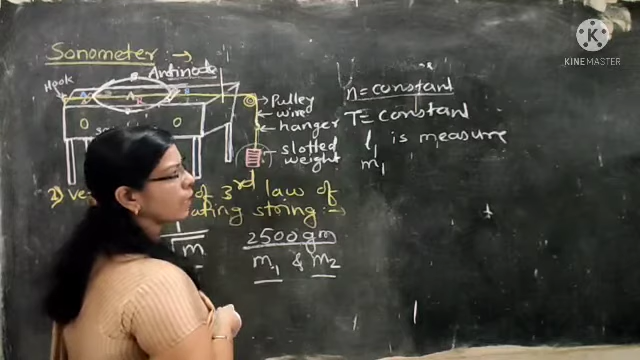 Sonometer →
Antinode
Hook
Pulley
wire
hanger
slotted
weight
of 3rd law of
ating string :→
√m
2500 gm
m1 & m2
n = constant
T = constant
l1 is measure
m1
K
KINEMASTER